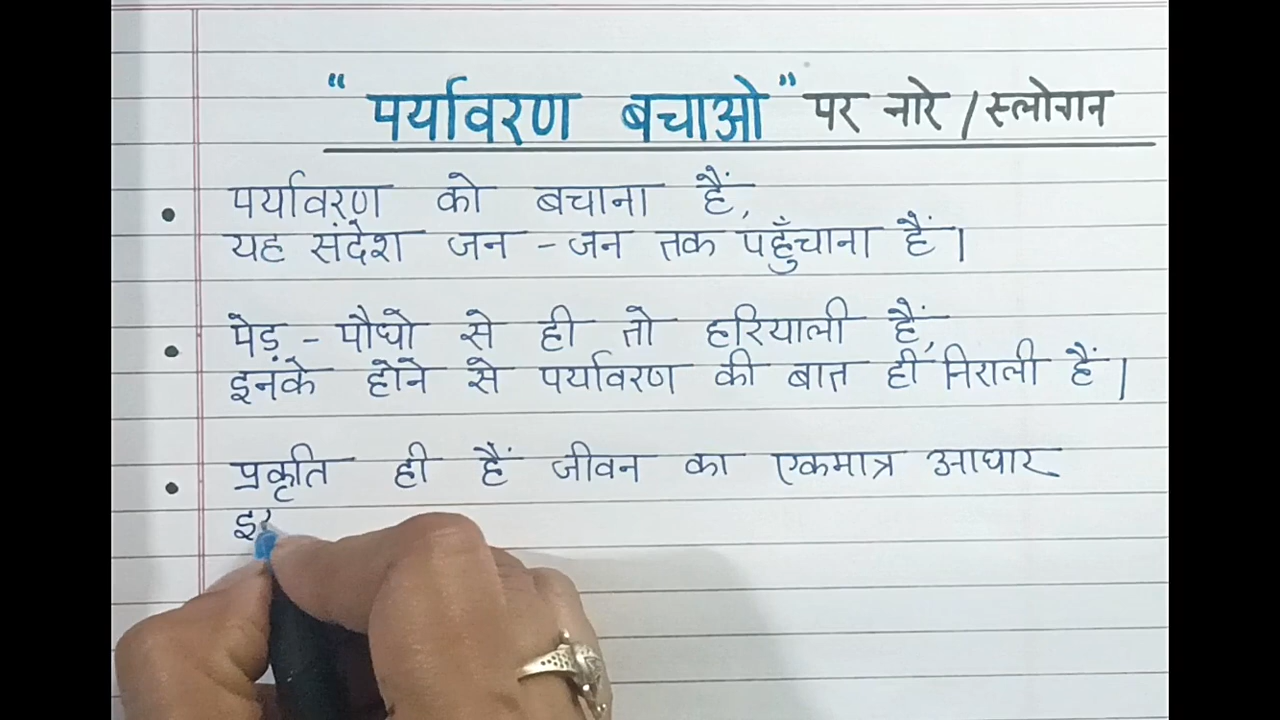 "पर्यावरण बचाओ" पर नारे / स्लोगान
• पर्यावरण को बचाना हैं,
यह संदेश जन - जन तक पहुँचाना हैं।
• पेड़ - पौधो से ही तो हरियाली हैं,
इनके होने से पर्यावरण की बात ही निराली हैं।
• प्रकृति ही हैं जीवन का एकमात्र आधार